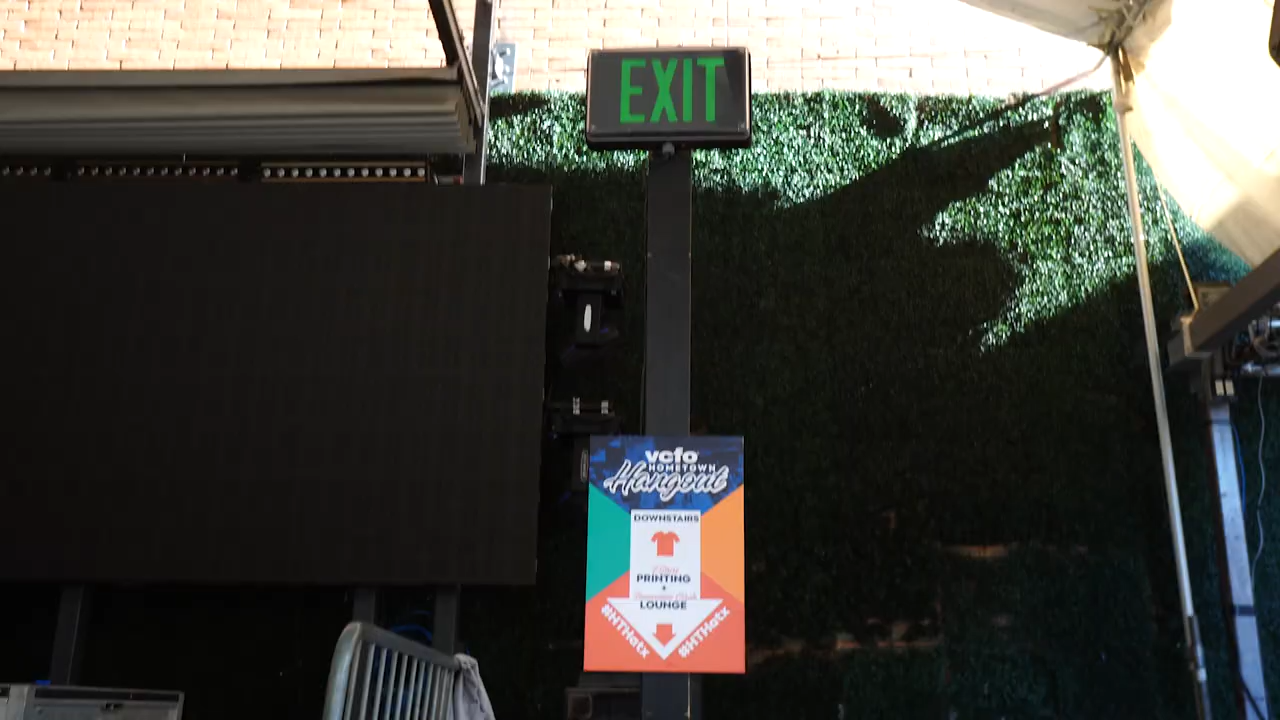 EXIT
vcfo
HOMETOWN
Hangout
DOWNSTAIRS
PRINTING
+
LOUNGE
#HTHatx #HTHatx